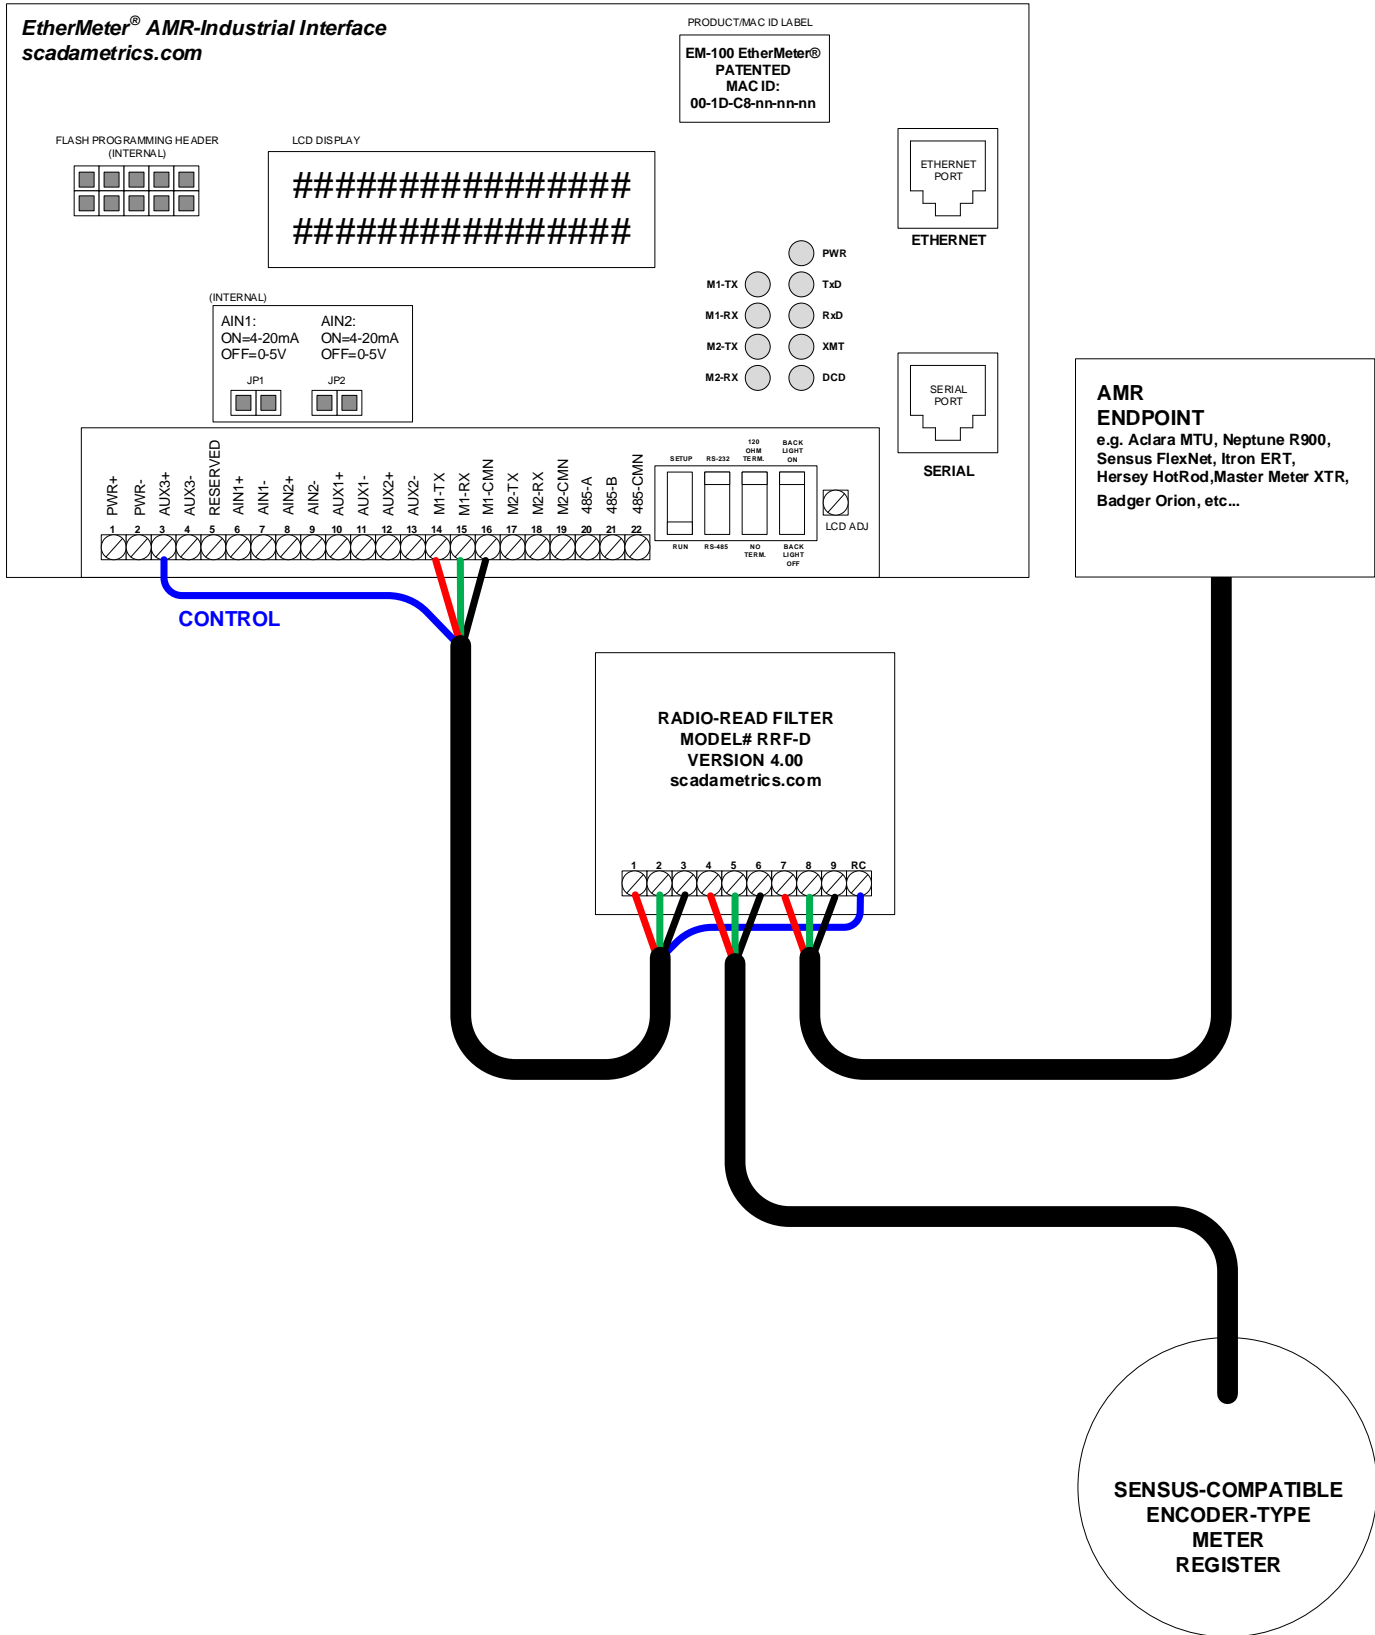 EtherMeter® AMR-Industrial Interface
scadametrics.com
PRODUCT/MAC ID LABEL
EM-100 EtherMeter®
PATENTED
MAC ID:
00-1D-C8-nn-nn-nn
FLASH PROGRAMMING HEADER
(INTERNAL)
LCD DISPLAY
################
################
ETHERNET
PORT
ETHERNET
PWR
M1-TX TxD
M1-RX RxD
M2-TX XMT
M2-RX DCD
(INTERNAL)
AIN1: AIN2:
ON=4-20mA ON=4-20mA
OFF=0-5V OFF=0-5V
JP1 JP2
SERIAL
PORT
SERIAL
AMR
ENDPOINT
e.g. Aclara MTU, Neptune R900,
Sensus FlexNet, Itron ERT,
Hersey HotRod,Master Meter XTR,
Badger Orion, etc...
PWR+
PWR-
AUX3+
AUX3-
RESERVED
AIN1+
AIN1-
AIN2+
AIN2-
AUX1+
AUX1-
AUX2+
AUX2-
M1-TX
M1-RX
M1-CMN
M2-TX
M2-RX
M2-CMN
485-A
485-B
485-CMN
1 2 3 4 5 6 7 8 9 10 11 12 13 14 15 16 17 18 19 20 21 22
SETUP
RS-232
120
OHM
TERM.
BACK
LIGHT
ON
RUN
RS-485
NO
TERM.
BACK
LIGHT
OFF
LCD ADJ
CONTROL
RADIO-READ FILTER
MODEL# RRF-D
VERSION 4.00
scadametrics.com
1 2 3 4 5 6 7 8 9 RC
SENSUS-COMPATIBLE
ENCODER-TYPE
METER
REGISTER